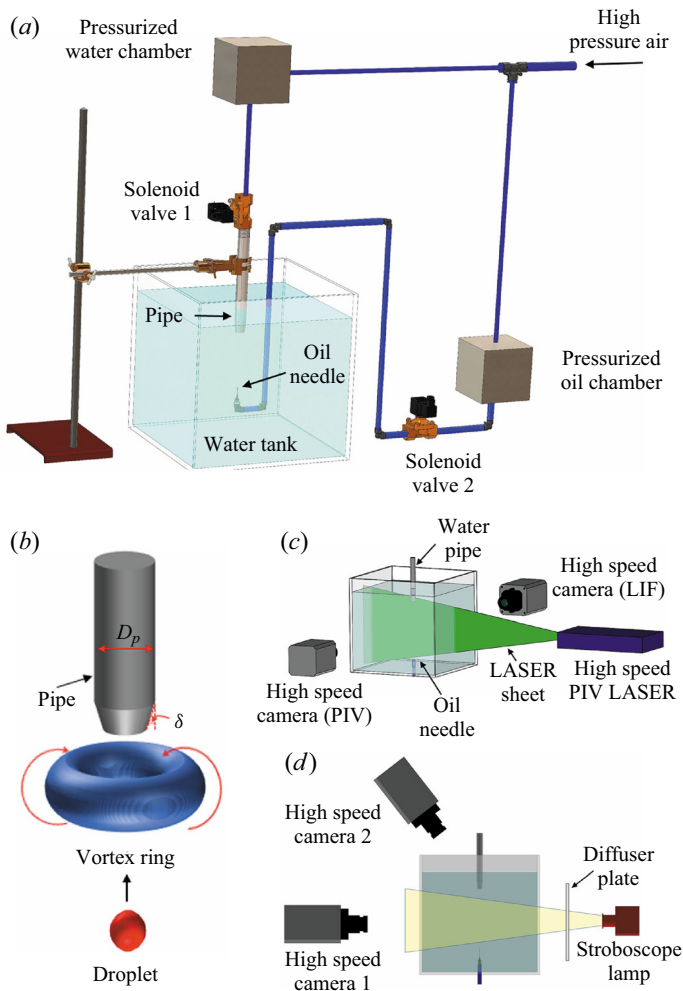 (a)
Pressurized
water chamber
High
pressure air
Solenoid
valve 1
Pipe
Oil
needle
Water tank
Pressurized
oil chamber
Solenoid
valve 2
(b)
D_p
Pipe
δ
Vortex ring
Droplet
(c)
Water
pipe
High speed
camera (LIF)
High speed
camera (PIV)
Oil
needle
LASER
sheet
High speed
PIV LASER
(d)
High speed
camera 2
Diffuser
plate
High speed
camera 1
Stroboscope
lamp